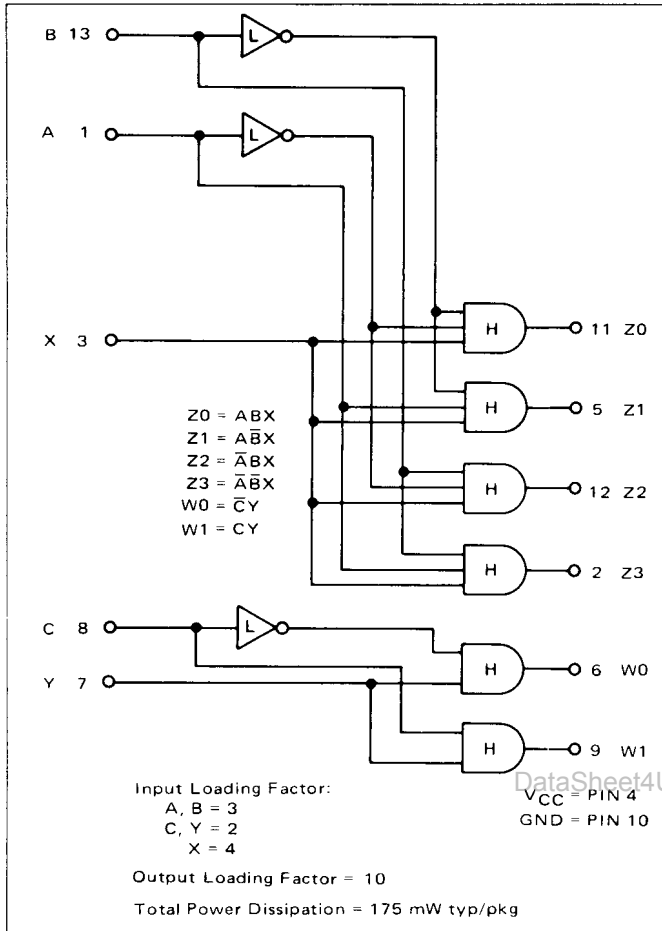 B 13
L
A 1
L
X 3
H
11 Z0
H
5 Z1
Z0 = ABX
Z1 = AB̅X
Z2 = A̅BX
Z3 = A̅B̅X
W0 = C̅Y
W1 = CY
H
12 Z2
H
2 Z3
C 8
L
Y 7
H
6 W0
H
9 W1
DataSheet4U
Input Loading Factor:
A, B = 3
C, Y = 2
X = 4
VCC = PIN 4
GND = PIN 10
Output Loading Factor = 10
Total Power Dissipation = 175 mW typ/pkg